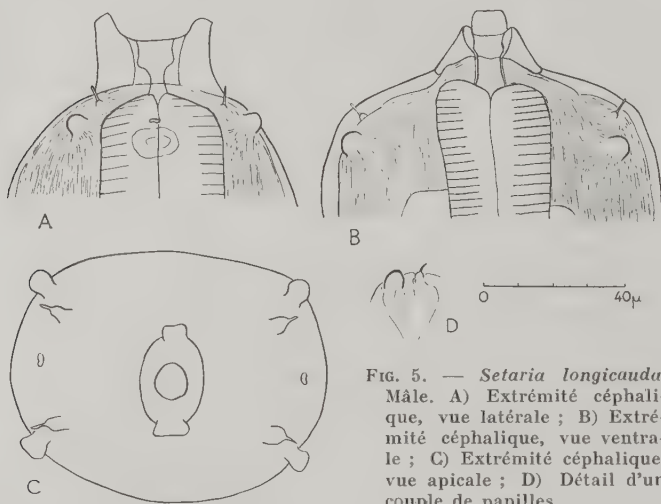 A
B
C
D
0 40μ
FIG. 5. — Setaria longicauda
Mâle. A) Extrémité céphali-
que, vue latérale ; B) Extré-
mité céphalique, vue ventra-
le ; C) Extrémité céphalique
vue apicale ; D) Détail d'un
couple de papilles